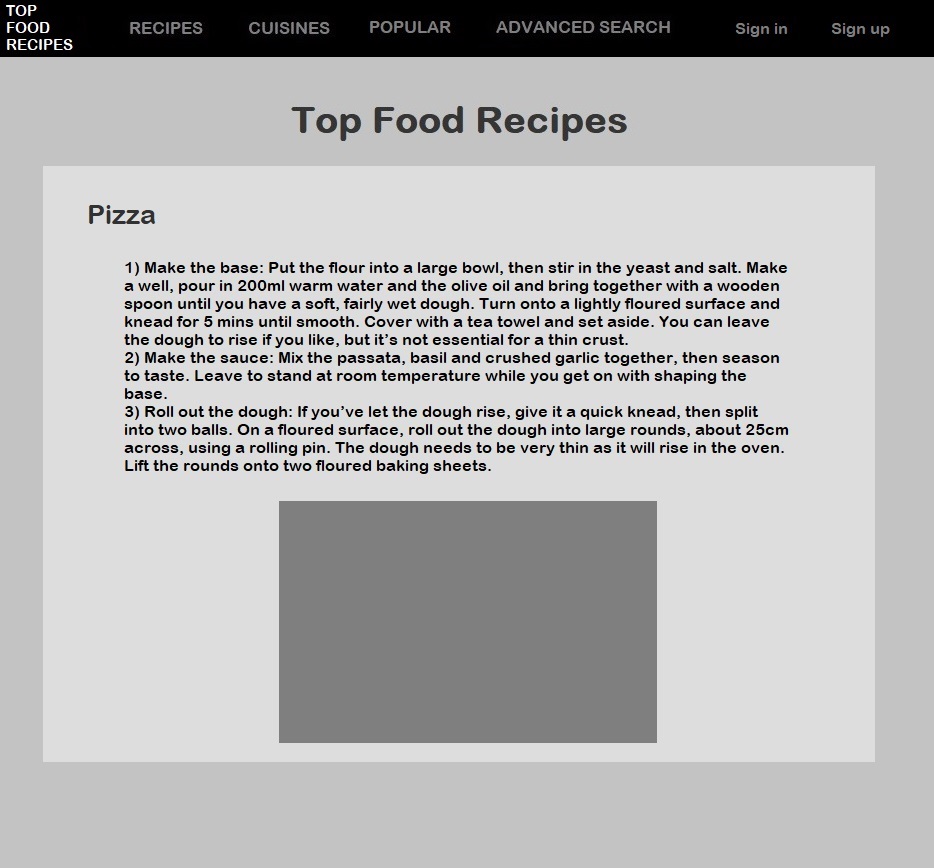 TOP
FOOD
RECIPES
RECIPES
CUISINES
POPULAR
ADVANCED SEARCH
Sign in
Sign up
Top Food Recipes
Pizza
1) Make the base: Put the flour into a large bowl, then stir in the yeast and salt. Make
a well, pour in 200ml warm water and the olive oil and bring together with a wooden
spoon until you have a soft, fairly wet dough. Turn onto a lightly floured surface and
knead for 5 mins until smooth. Cover with a tea towel and set aside. You can leave
the dough to rise if you like, but it’s not essential for a thin crust.
2) Make the sauce: Mix the passata, basil and crushed garlic together, then season
to taste. Leave to stand at room temperature while you get on with shaping the
base.
3) Roll out the dough: If you’ve let the dough rise, give it a quick knead, then split
into two balls. On a floured surface, roll out the dough into large rounds, about 25cm
across, using a rolling pin. The dough needs to be very thin as it will rise in the oven.
Lift the rounds onto two floured baking sheets.